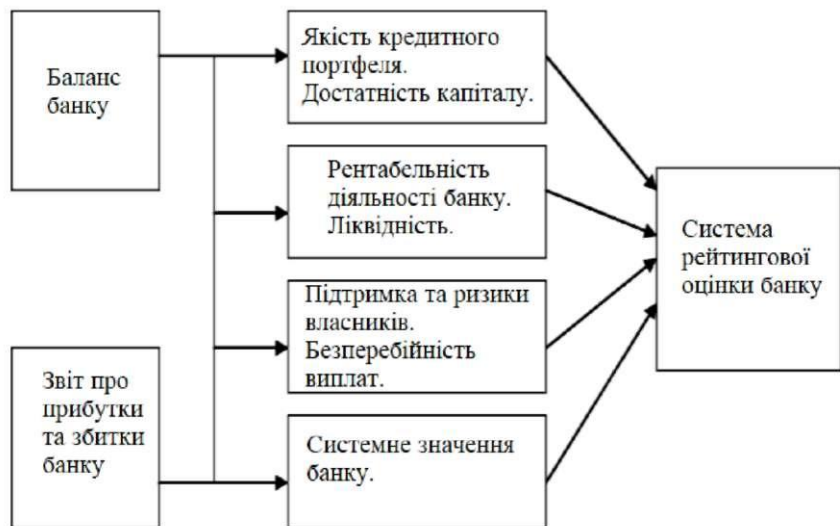 Баланс
банку
Звіт про
прибутки
та збитки
банку
Якість кредитного
портфеля.
Достатність капіталу.
Рентабельність
діяльності банку.
Ліквідність.
Підтримка та ризики
власників.
Безперебійність
виплат.
Системне значення
банку.
Система
рейтингової
оцінки банку